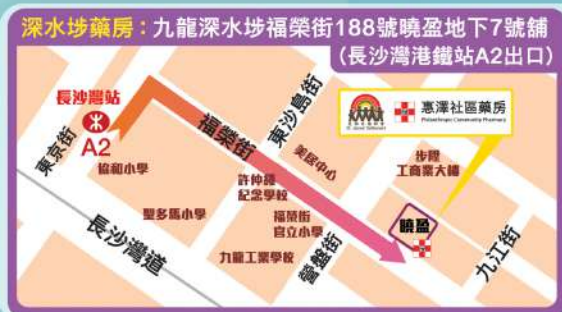 深水埗藥房：九龍深水埗福榮街188號曉盈地下7號舖
（長沙灣港鐵站A2出口）
長沙灣站
A2
東京街
協和小學
聖多馬小學
長沙灣道
福榮街
東沙島街
美居中心
許仲繩
紀念學校
福榮街
官立小學
九龍工業學校
營盤街
惠澤社區藥房
Philanthropic Community Pharmacy
步陞
工商業大樓
曉盈
九江街